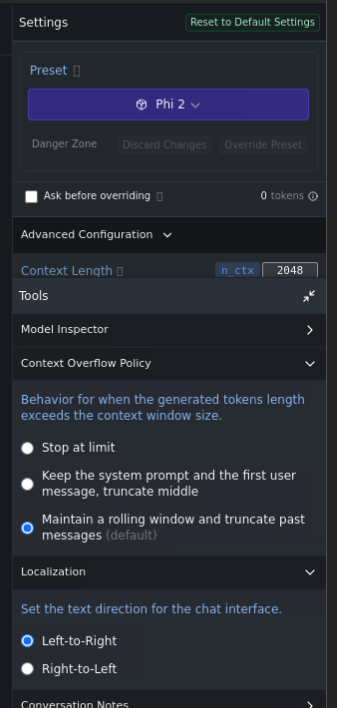 Settings
Reset to Default Settings
Preset
Phi 2
Danger Zone
Discard Changes
Override Preset
Ask before overriding
0 tokens
Advanced Configuration
Context Length
n_ctx
2048
Tools
Model Inspector
Context Overflow Policy
Behavior for when the generated tokens length
exceeds the context window size.
Stop at limit
Keep the system prompt and the first user
message, truncate middle
Maintain a rolling window and truncate past
messages (default)
Localization
Set the text direction for the chat interface.
Left-to-Right
Right-to-Left
Conversation Notes